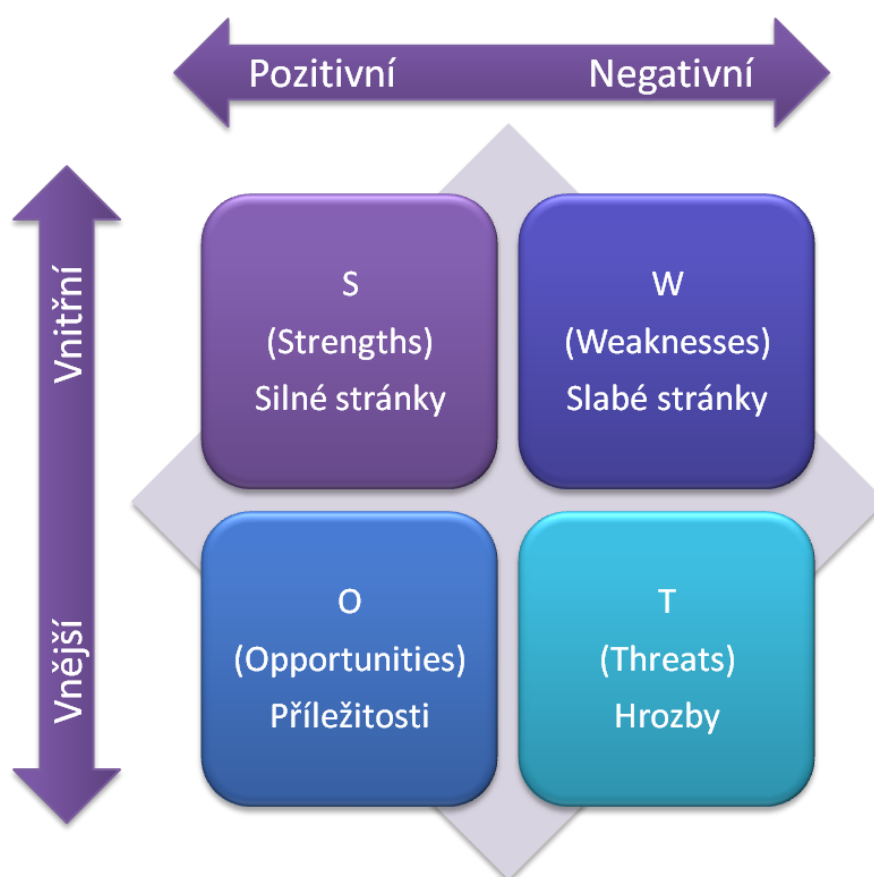 Pozitivní Negativní
Vnitřní
Vnější
S
(Strengths)
Silné stránky
W
(Weaknesses)
Slabé stránky
O
(Opportunities)
Příležitosti
T
(Threats)
Hrozby